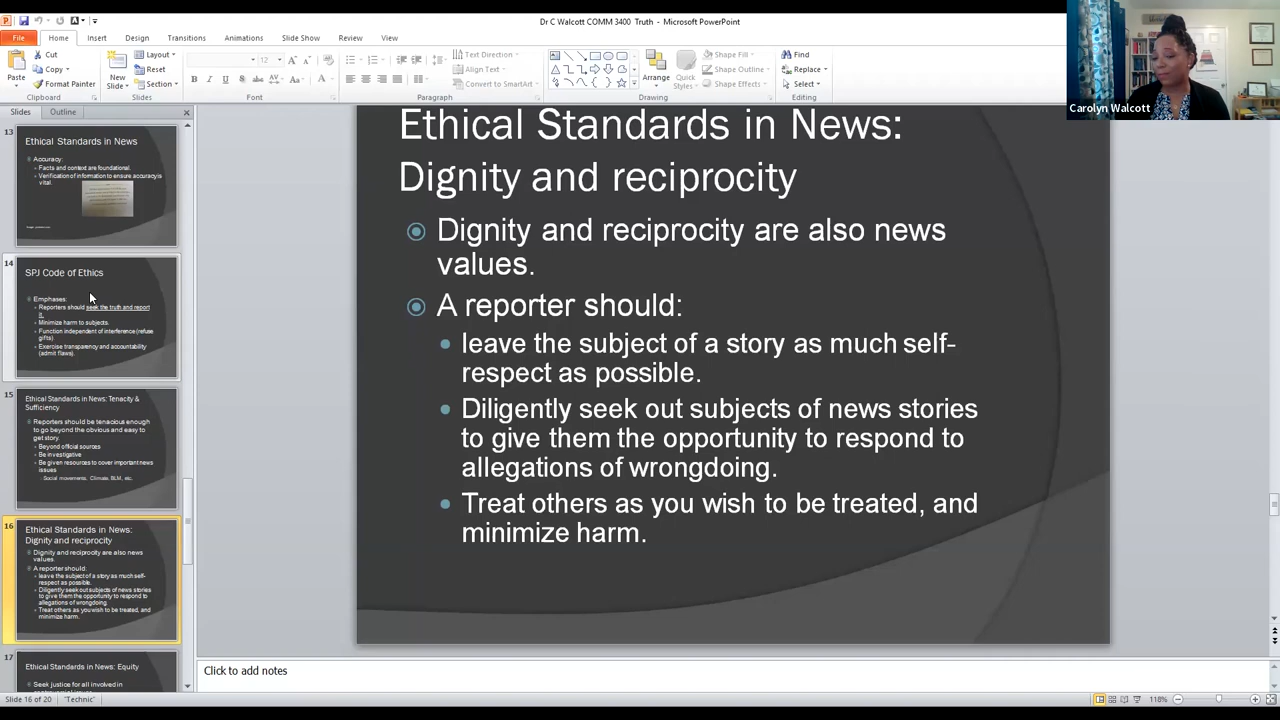 Dr C Walcott COMM 3400 Truth - Microsoft PowerPoint
File Home Insert Design Transitions Animations Slide Show Review View
Cut
Copy
Format Painter
Paste
Clipboard
New
Slide
Layout
Reset
Section
Slides
12
Font
Text Direction
Align Text
Convert to SmartArt
Paragraph
Arrange
Quick
Styles
Shape Fill
Shape Outline
Shape Effects
Drawing
Find
Replace
Select
Editing
Carolyn Walcott
Slides Outline
13
Ethical Standards in News
Accuracy:
Facts and context are foundational.
Verification of information to ensure accuracy is
vital.
14
SPJ Code of Ethics
Emphases:
Reporters should seek the truth and report
it.
Minimize harm to subjects.
Function independent of interference (refuse
gifts)
Exercise transparency and accountability
(admit flaws).
15
Ethical Standards in News: Tenacity &
Sufficiency
Reporters should be tenacious enough
to go beyond the obvious and easy to
get story.
Beyond official sources
Be investigative
Be given resources to cover important news
issues
Social movements, Climate BLM, etc.
16
Ethical Standards in News:
Dignity and reciprocity
Dignity and reciprocity are also news
values.
A reporter should:
leave the subject of a story as much self-
respect as possible.
Diligently seek out subjects of news stories
to give them the opportunity to respond to
allegations of wrongdoing.
Treat others as you wish to be treated, and
minimize harm.
17
Ethical Standards in News: Equity
Seek justice for all involved in
Ethical Standards in News:
Dignity and reciprocity
Dignity and reciprocity are also news
values.
A reporter should:
leave the subject of a story as much self-
respect as possible.
Diligently seek out subjects of news stories
to give them the opportunity to respond to
allegations of wrongdoing.
Treat others as you wish to be treated, and
minimize harm.
Click to add notes
Slide 16 of 20 "Technic" 118%